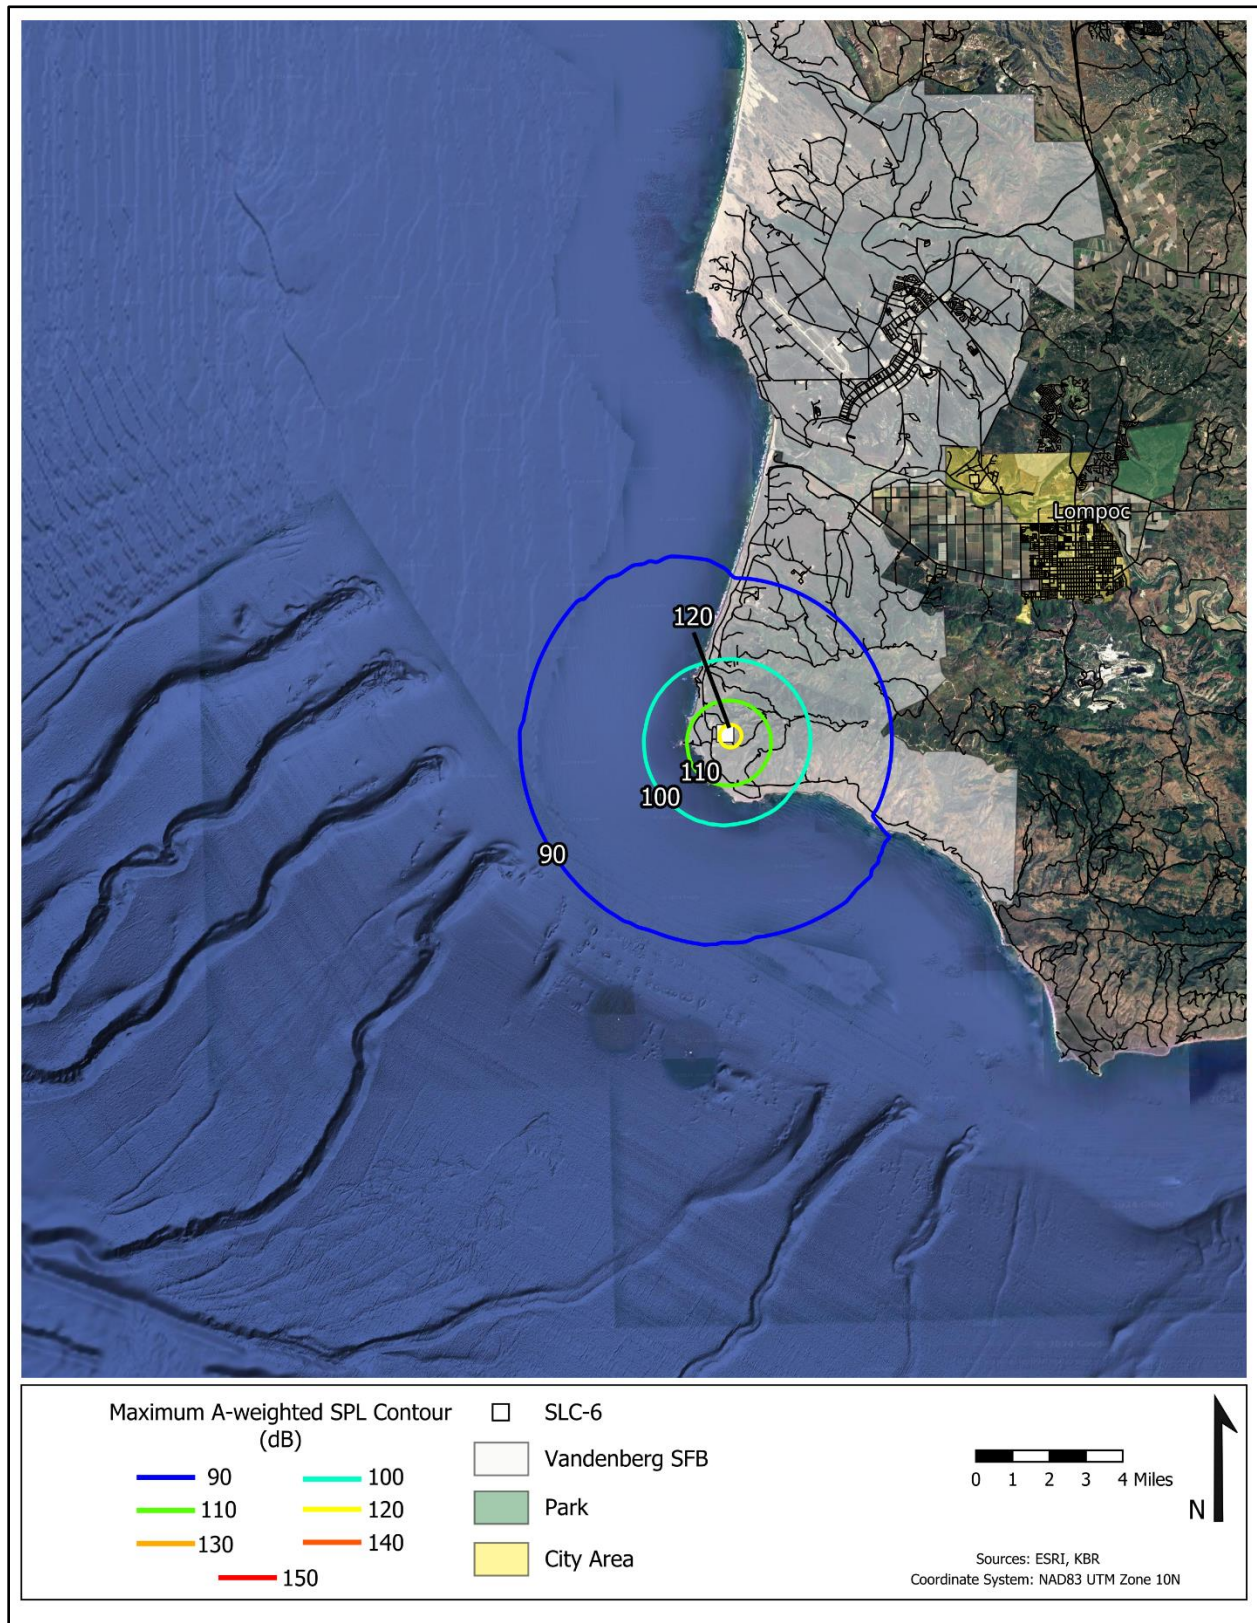 Lompoc
120
110
100
90
Maximum A-weighted SPL Contour
(dB)
90
100
110
120
130
140
150
SLC-6
Vandenberg SFB
Park
City Area
0 1 2 3 4 Miles
N
Sources: ESRI, KBR
Coordinate System: NAD83 UTM Zone 10N